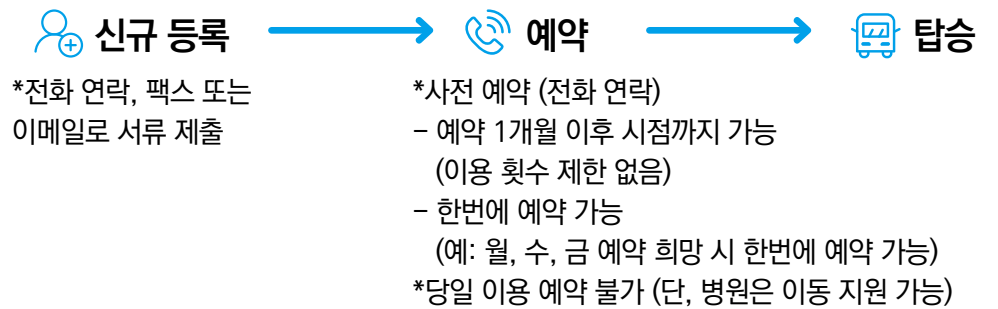 신규 등록
예약
탑승
*전화 연락, 팩스 또는
이메일로 서류 제출
*사전 예약 (전화 연락)
- 예약 1개월 이후 시점까지 가능
(이용 횟수 제한 없음)
- 한번에 예약 가능
(예: 월, 수, 금 예약 희망 시 한번에 예약 가능)
*당일 이용 예약 불가 (단, 병원은 이동 지원 가능)